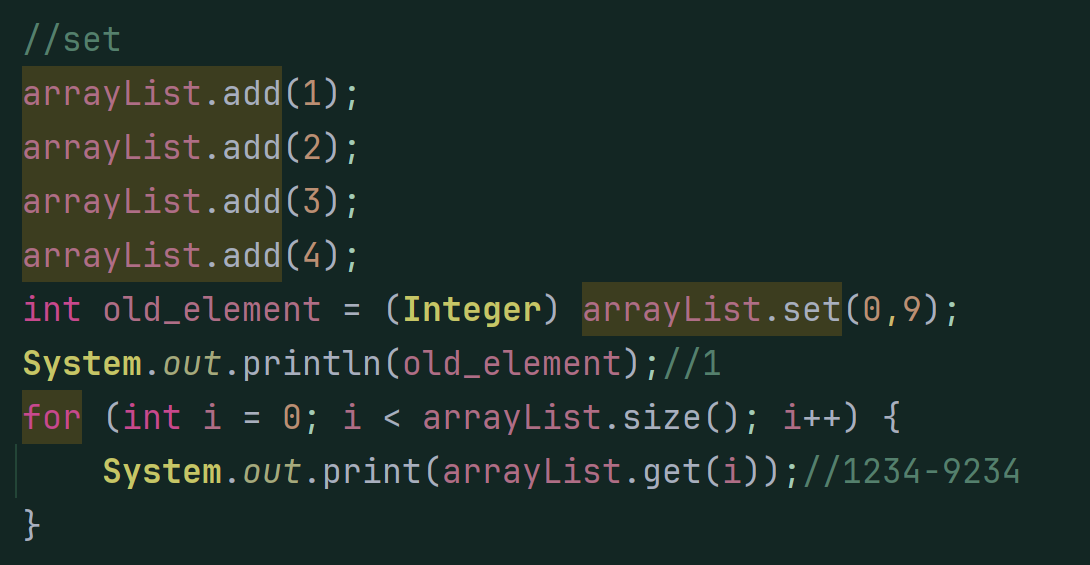 //set
arrayList.add(1);
arrayList.add(2);
arrayList.add(3);
arrayList.add(4);
int old_element = (Integer) arrayList.set(0,9);
System.out.println(old_element);//1
for (int i = 0; i < arrayList.size(); i++) {
    System.out.print(arrayList.get(i));//1234-9234
}